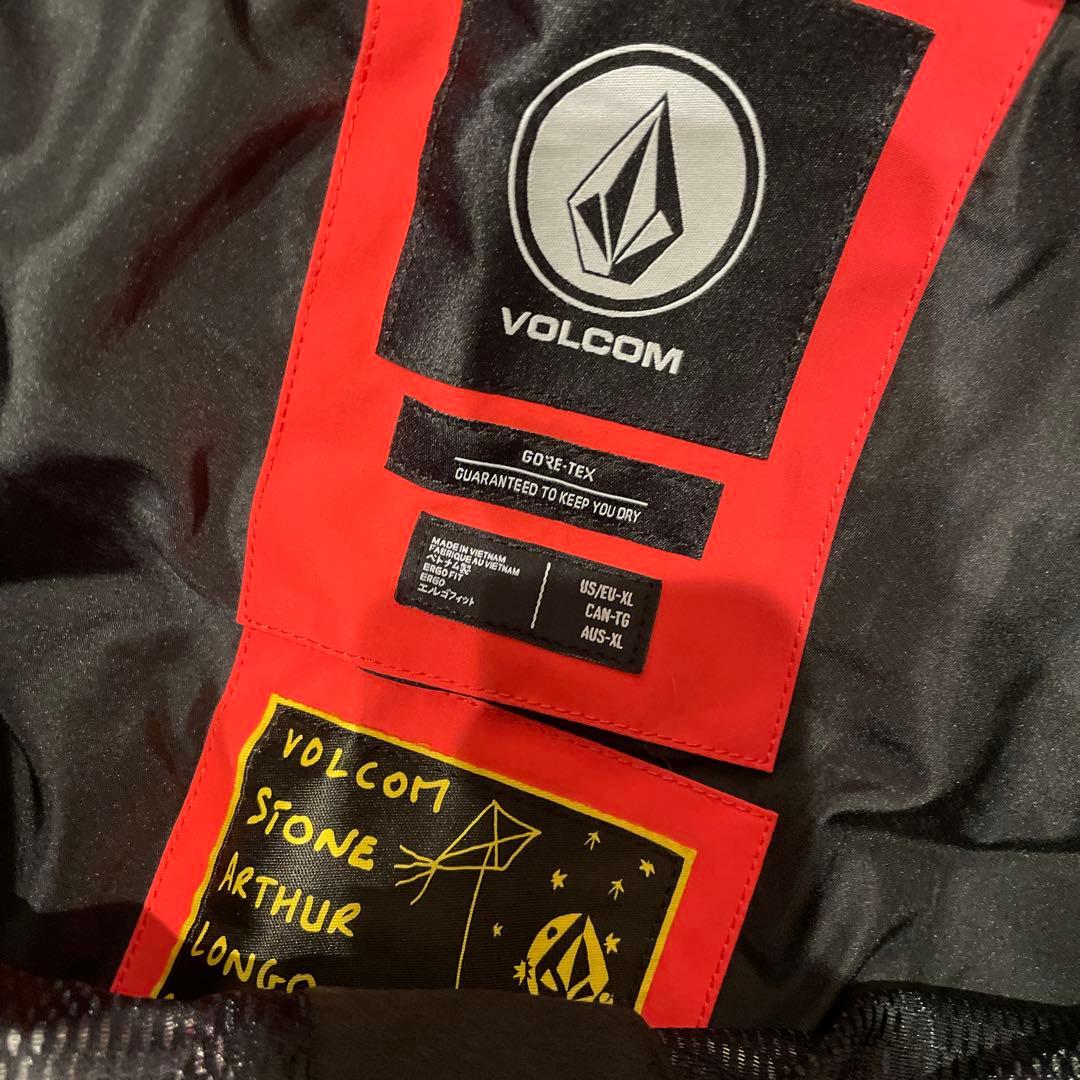 VOLCOM
GORE-TEX
GUARANTEED TO KEEP YOU DRY
MADE IN VIETNAM
FABRIQUE AU VIETNAM
ベトナム製
ERGO FIT
ERGO
エルゴフィット
US/EU-XL
CAN-TG
AUS-XL
VOLCOM
STONE
ARTHUR
LONGO